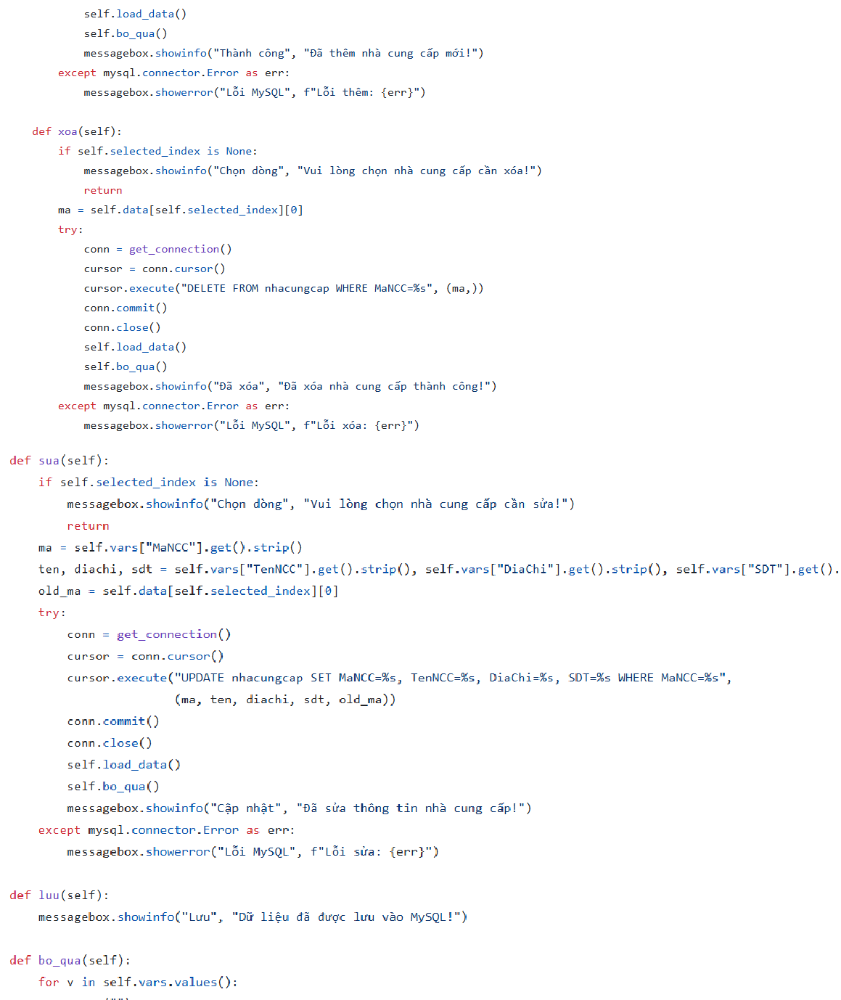 self.load_data()
self.bo_qua()
messagebox.showinfo("Thành công", "Đã thêm nhà cung cấp mới!")
except mysql.connector.Error as err:
messagebox.showerror("Lỗi MySQL", f"Lỗi thêm: {err}")
def xoa(self):
if self.selected_index is None:
messagebox.showinfo("Chọn dòng", "Vui lòng chọn nhà cung cấp cần xóa!")
return
ma = self.data[self.selected_index][0]
try:
conn = get_connection()
cursor = conn.cursor()
cursor.execute("DELETE FROM nhacungcap WHERE MaNCC=%s", (ma,))
conn.commit()
conn.close()
self.load_data()
self.bo_qua()
messagebox.showinfo("Đã xóa", "Đã xóa nhà cung cấp thành công!")
except mysql.connector.Error as err:
messagebox.showerror("Lỗi MySQL", f"Lỗi xóa: {err}")
def sua(self):
if self.selected_index is None:
messagebox.showinfo("Chọn dòng", "Vui lòng chọn nhà cung cấp cần sửa!")
return
ma = self.vars["MaNCC"].get().strip()
ten, diachi, sdt = self.vars["TenNCC"].get().strip(), self.vars["DiaChi"].get().strip(), self.vars["SDT"].get().
old_ma = self.data[self.selected_index][0]
try:
conn = get_connection()
cursor = conn.cursor()
cursor.execute("UPDATE nhacungcap SET MaNCC=%s, TenNCC=%s, DiaChi=%s, SDT=%s WHERE MaNCC=%s",
(ma, ten, diachi, sdt, old_ma))
conn.commit()
conn.close()
self.load_data()
self.bo_qua()
messagebox.showinfo("Cập nhật", "Đã sửa thông tin nhà cung cấp!")
except mysql.connector.Error as err:
messagebox.showerror("Lỗi MySQL", f"Lỗi sửa: {err}")
def luu(self):
messagebox.showinfo("Lưu", "Dữ liệu đã được lưu vào MySQL!")
def bo_qua(self):
for v in self.vars.values():